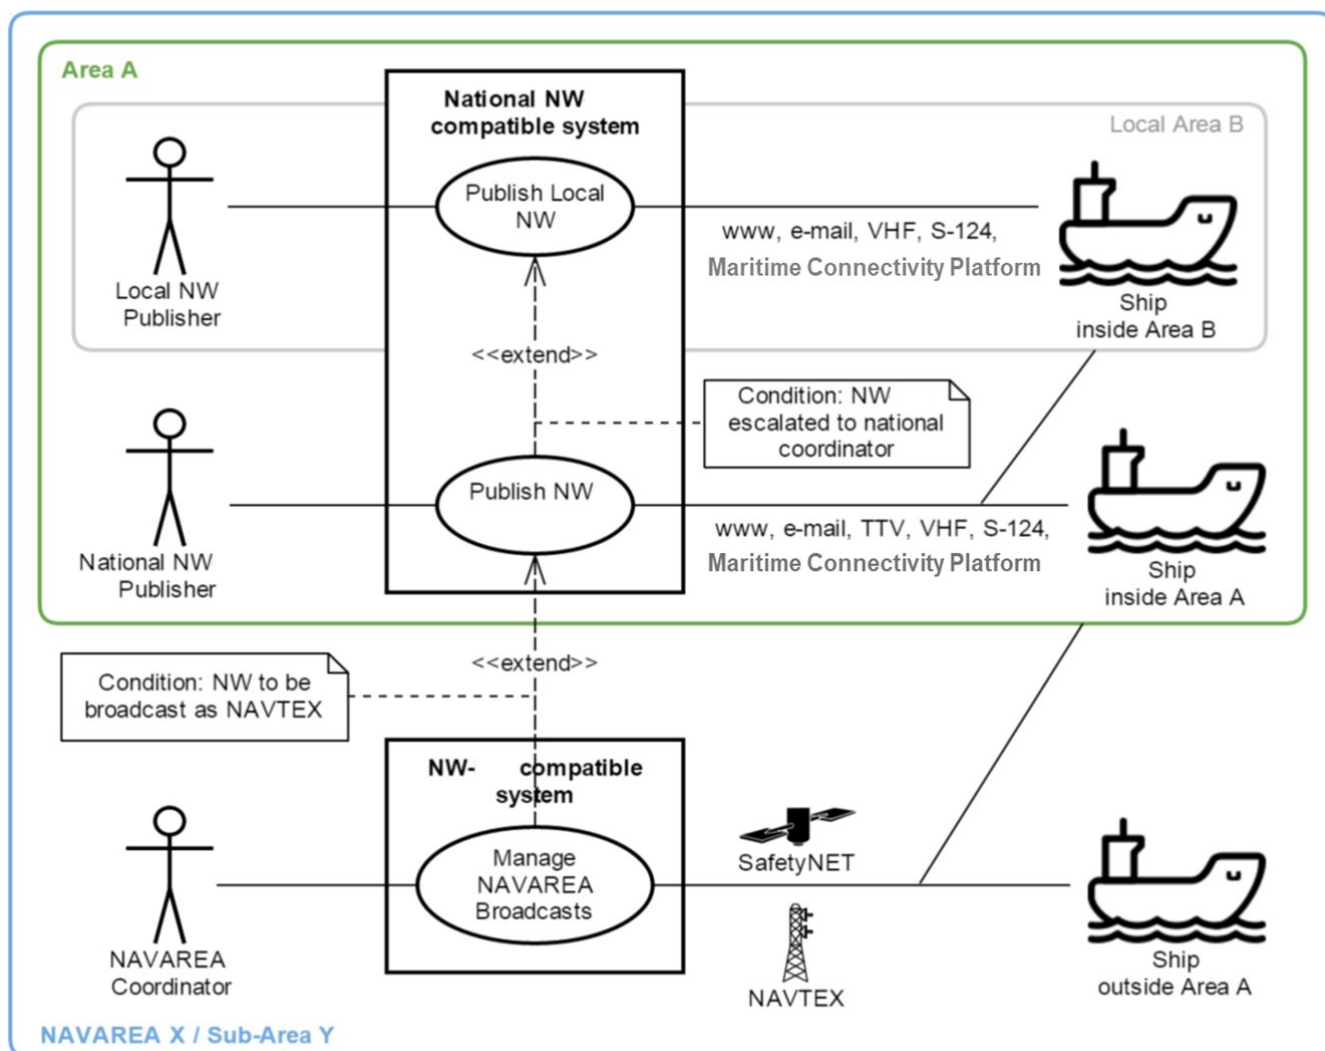 Area A
National NW
compatible system
Local Area B
Publish Local
NW
www, e-mail, VHF, S-124,
Maritime Connectivity Platform
Local NW
Publisher
Ship
inside Area B
<<extend>>
Condition: NW
escalated to national
coordinator
Publish NW
www, e-mail, TTV, VHF, S-124,
Maritime Connectivity Platform
National NW
Publisher
Ship
inside Area A
<<extend>>
Condition: NW to be
broadcast as NAVTEX
NW- compatible
system
Manage
NAVAREA
Broadcasts
SafetyNET
NAVTEX
NAVAREA
Coordinator
Ship
outside Area A
NAVAREA X / Sub-Area Y